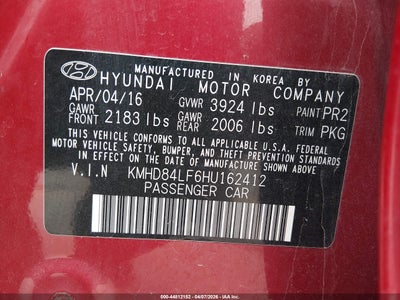 MANUFACTURED IN KOREA BY
HYUNDAI MOTOR COMPANY
APR/04/16 GVWR 3924 lbs PAINT PR2
GAWR FRONT 2183 lbs GAWR REAR 2006 lbs TRIM PKG
THIS VEHICLE CONFORMS TO ALL APPLICABLE U.S.A. FEDERAL
MOTOR VEHICLE SAFETY, BUMPER, AND THEFT PREVENTION
STANDARDS IN EFFECT ON THE DATE OF MANUFACTURE SHOWN ABOVE.
V.I.N KMHD84LF6HU162412
PASSENGER CAR
000-44812152 - 04/07/2026 - IAA Inc.